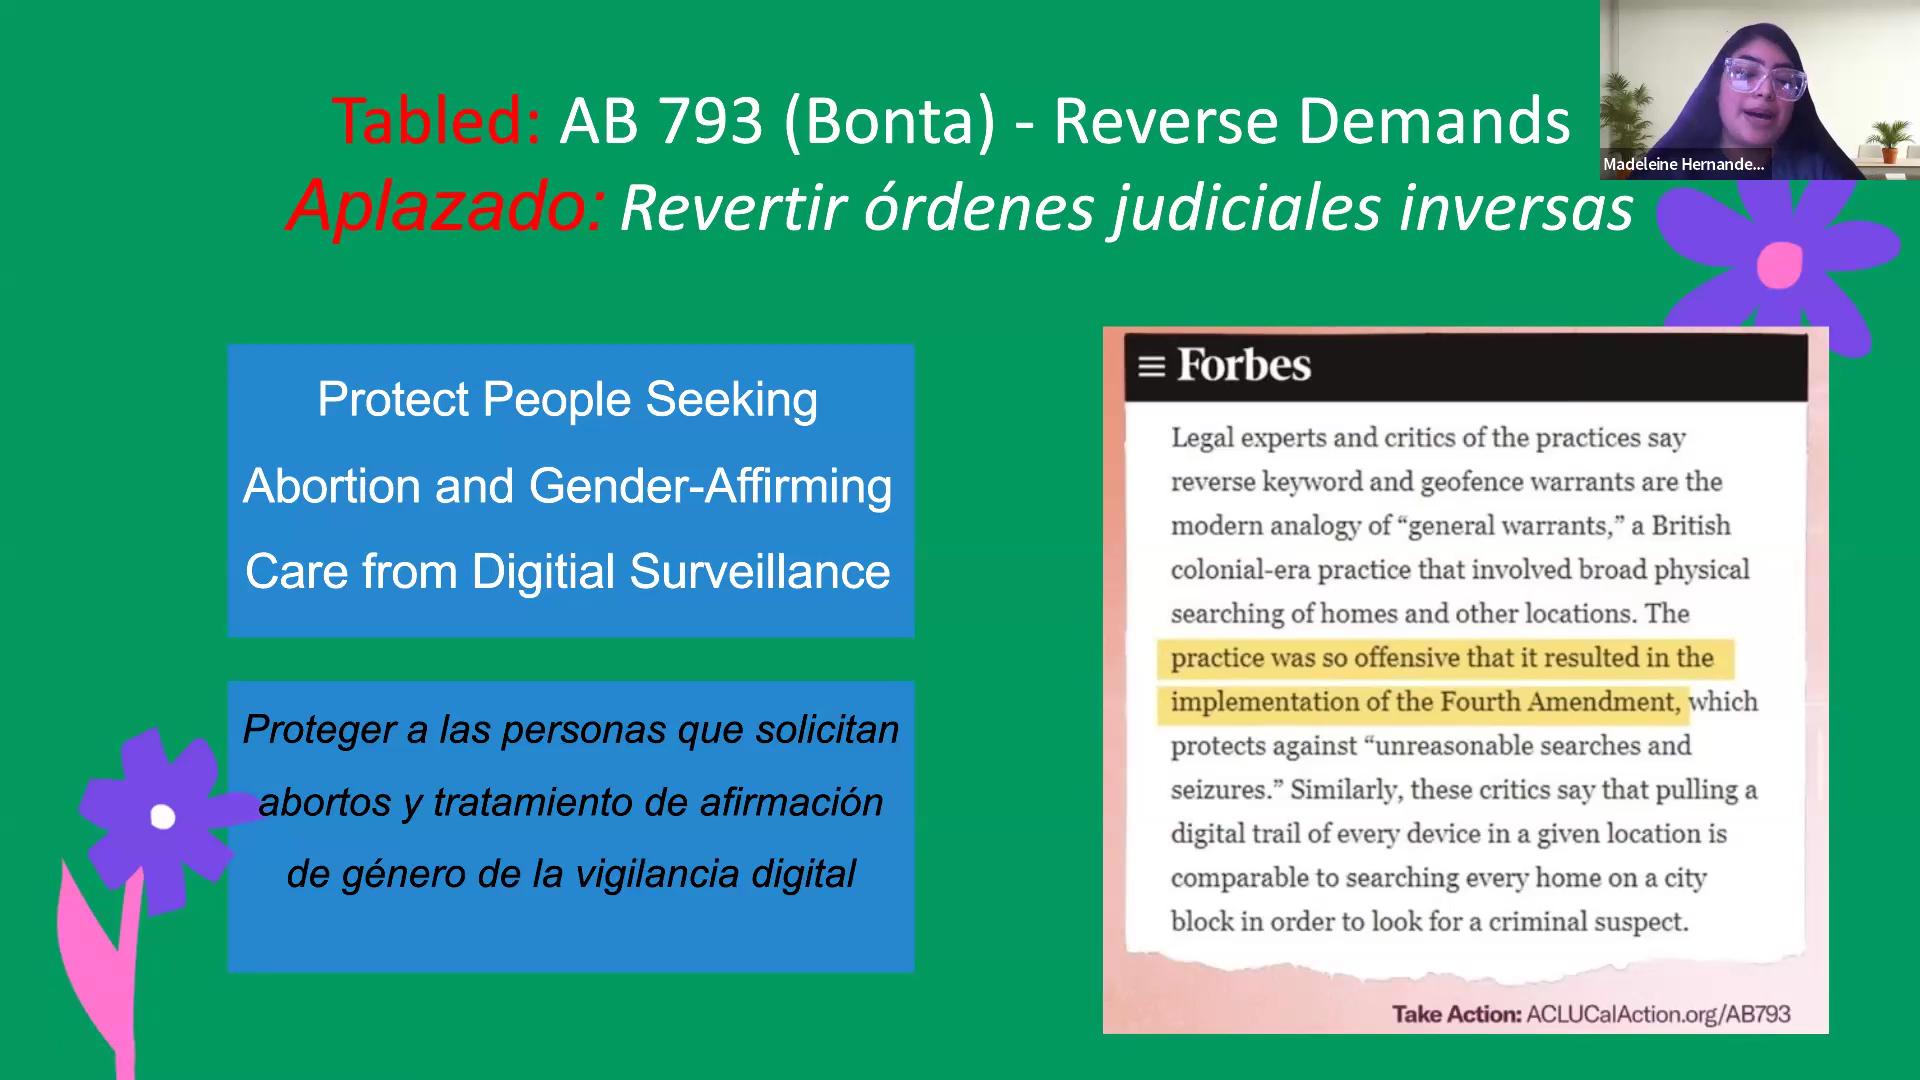 Tabled: AB 793 (Bonta) - Reverse Demands
Aplazado: Revertir órdenes judiciales inversas
Madeleine Hernande...
Protect People Seeking
Abortion and Gender-Affirming
Care from Digitial Surveillance
Proteger a las personas que solicitan
abortos y tratamiento de afirmación
de género de la vigilancia digital
Forbes
Legal experts and critics of the practices say
reverse keyword and geofence warrants are the
modern analogy of “general warrants,” a British
colonial-era practice that involved broad physical
searching of homes and other locations. The
practice was so offensive that it resulted in the
implementation of the Fourth Amendment, which
protects against “unreasonable searches and
seizures.” Similarly, these critics say that pulling a
digital trail of every device in a given location is
comparable to searching every home on a city
block in order to look for a criminal suspect.
Take Action: ACLUCalAction.org/AB793